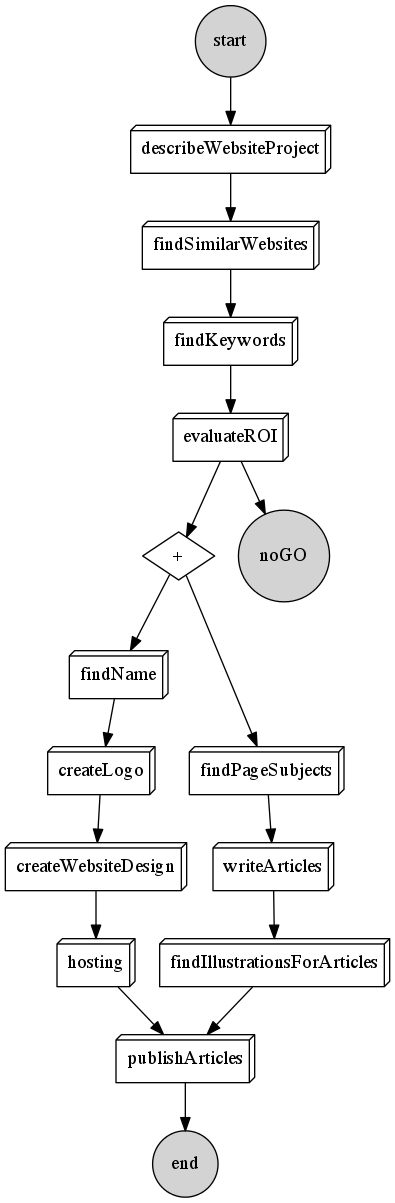 start
describeWebsiteProject
findSimilarWebsites
findKeywords
evaluateROI
+
noGO
findName
createLogo
findPageSubjects
createWebsiteDesign
writeArticles
hosting
findIllustrationsForArticles
publishArticles
end